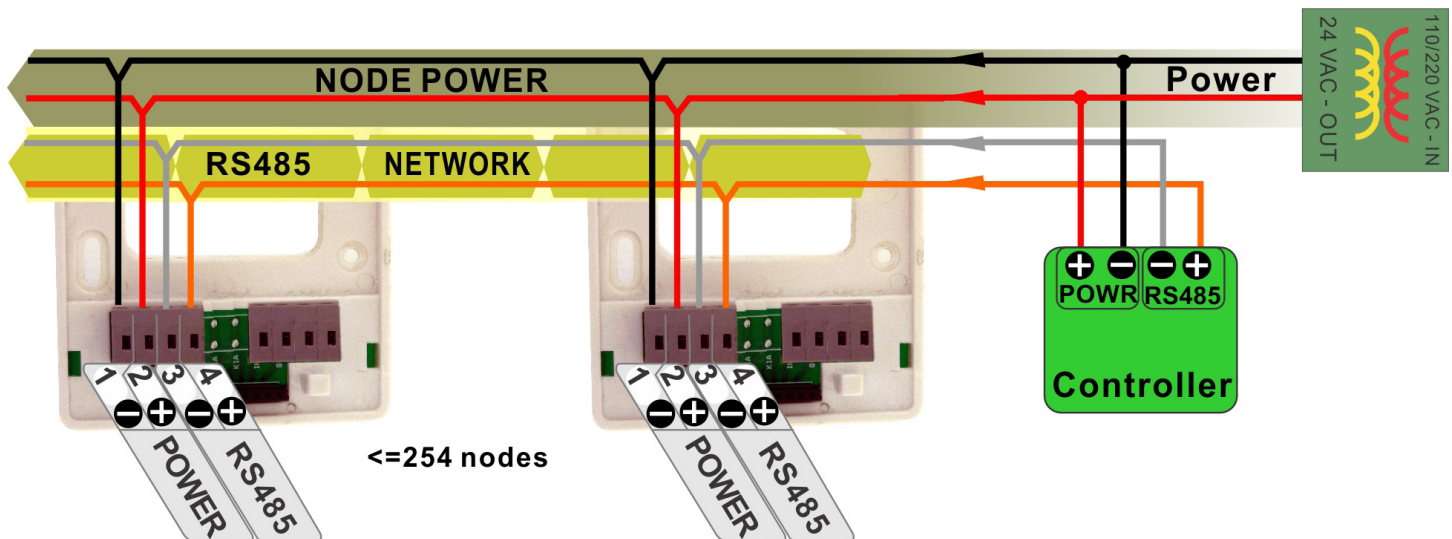 110/220 VAC - IN
24 VAC - OUT
NODE POWER
Power
RS485 NETWORK
+ − − +
POWR RS485
Controller
1 2 3 4
− + − +
POWER RS485
<=254 nodes
1 2 3 4
− + − +
POWER RS485